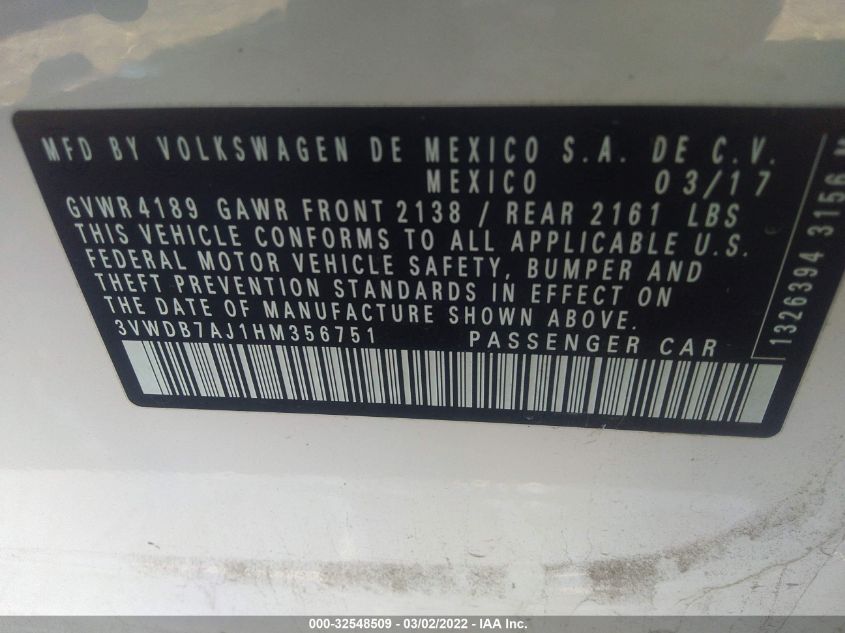 MFD BY VOLKSWAGEN DE MEXICO S.A. DE C.V.
MEXICO 03/17
GVWR 4189 GAWR FRONT 2138 / REAR 2161 LBS
THIS VEHICLE CONFORMS TO ALL APPLICABLE U.S.
FEDERAL MOTOR VEHICLE SAFETY, BUMPER AND
THEFT PREVENTION STANDARDS IN EFFECT ON
THE DATE OF MANUFACTURE SHOWN ABOVE.
3VWDB7AJ1HM356751 PASSENGER CAR
1326394 3156
000-32548509 - 03/02/2022 - IAA Inc.